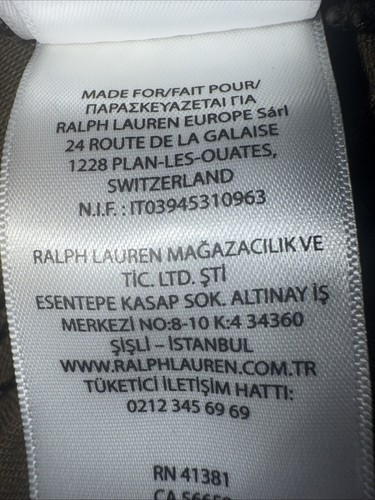 MADE FOR/FAIT POUR/
ΠΑΡΑΣΚΕΥΑΖΕΤΑΙ ΓΙΑ
RALPH LAUREN EUROPE Sárl
24 ROUTE DE LA GALAISE
1228 PLAN-LES-OUATES,
SWITZERLAND
N.I.F. : IT03945310963
RALPH LAUREN MAĞAZACILIK VE
TİC. LTD. ŞTİ
ESENTEPE KASAP SOK. ALTINAY İŞ
MERKEZİ NO:8-10 K:4 34360
ŞİŞLİ – İSTANBUL
WWW.RALPHLAUREN.COM.TR
TÜKETİCİ İLETİŞİM HATTI:
0212 345 69 69
RN 41381
CA